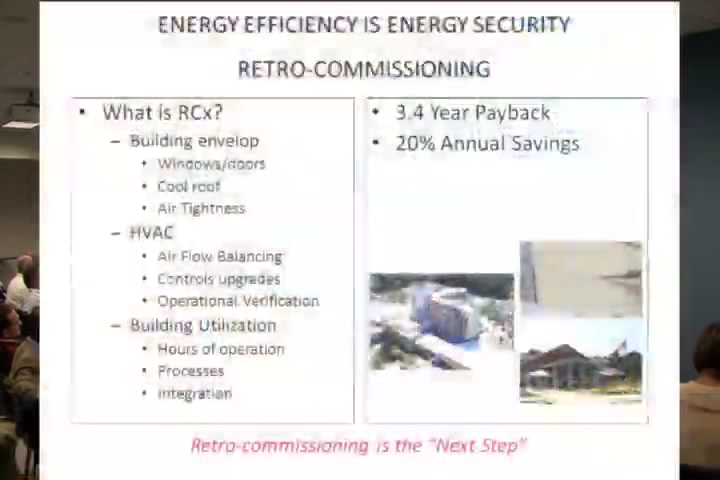 ENERGY EFFICIENCY IS ENERGY SECURITY
RETRO-COMMISSIONING
• What is RCx?
– Building envelop
• Windows/doors
• Cool roof
• Air Tightness
– HVAC
• Air Flow Balancing
• Controls upgrades
• Operational Verification
– Building Utilization
• Hours of operation
• Processes
• Integration
• 3.4 Year Payback
• 20% Annual Savings
Retro-commissioning is the "Next Step"